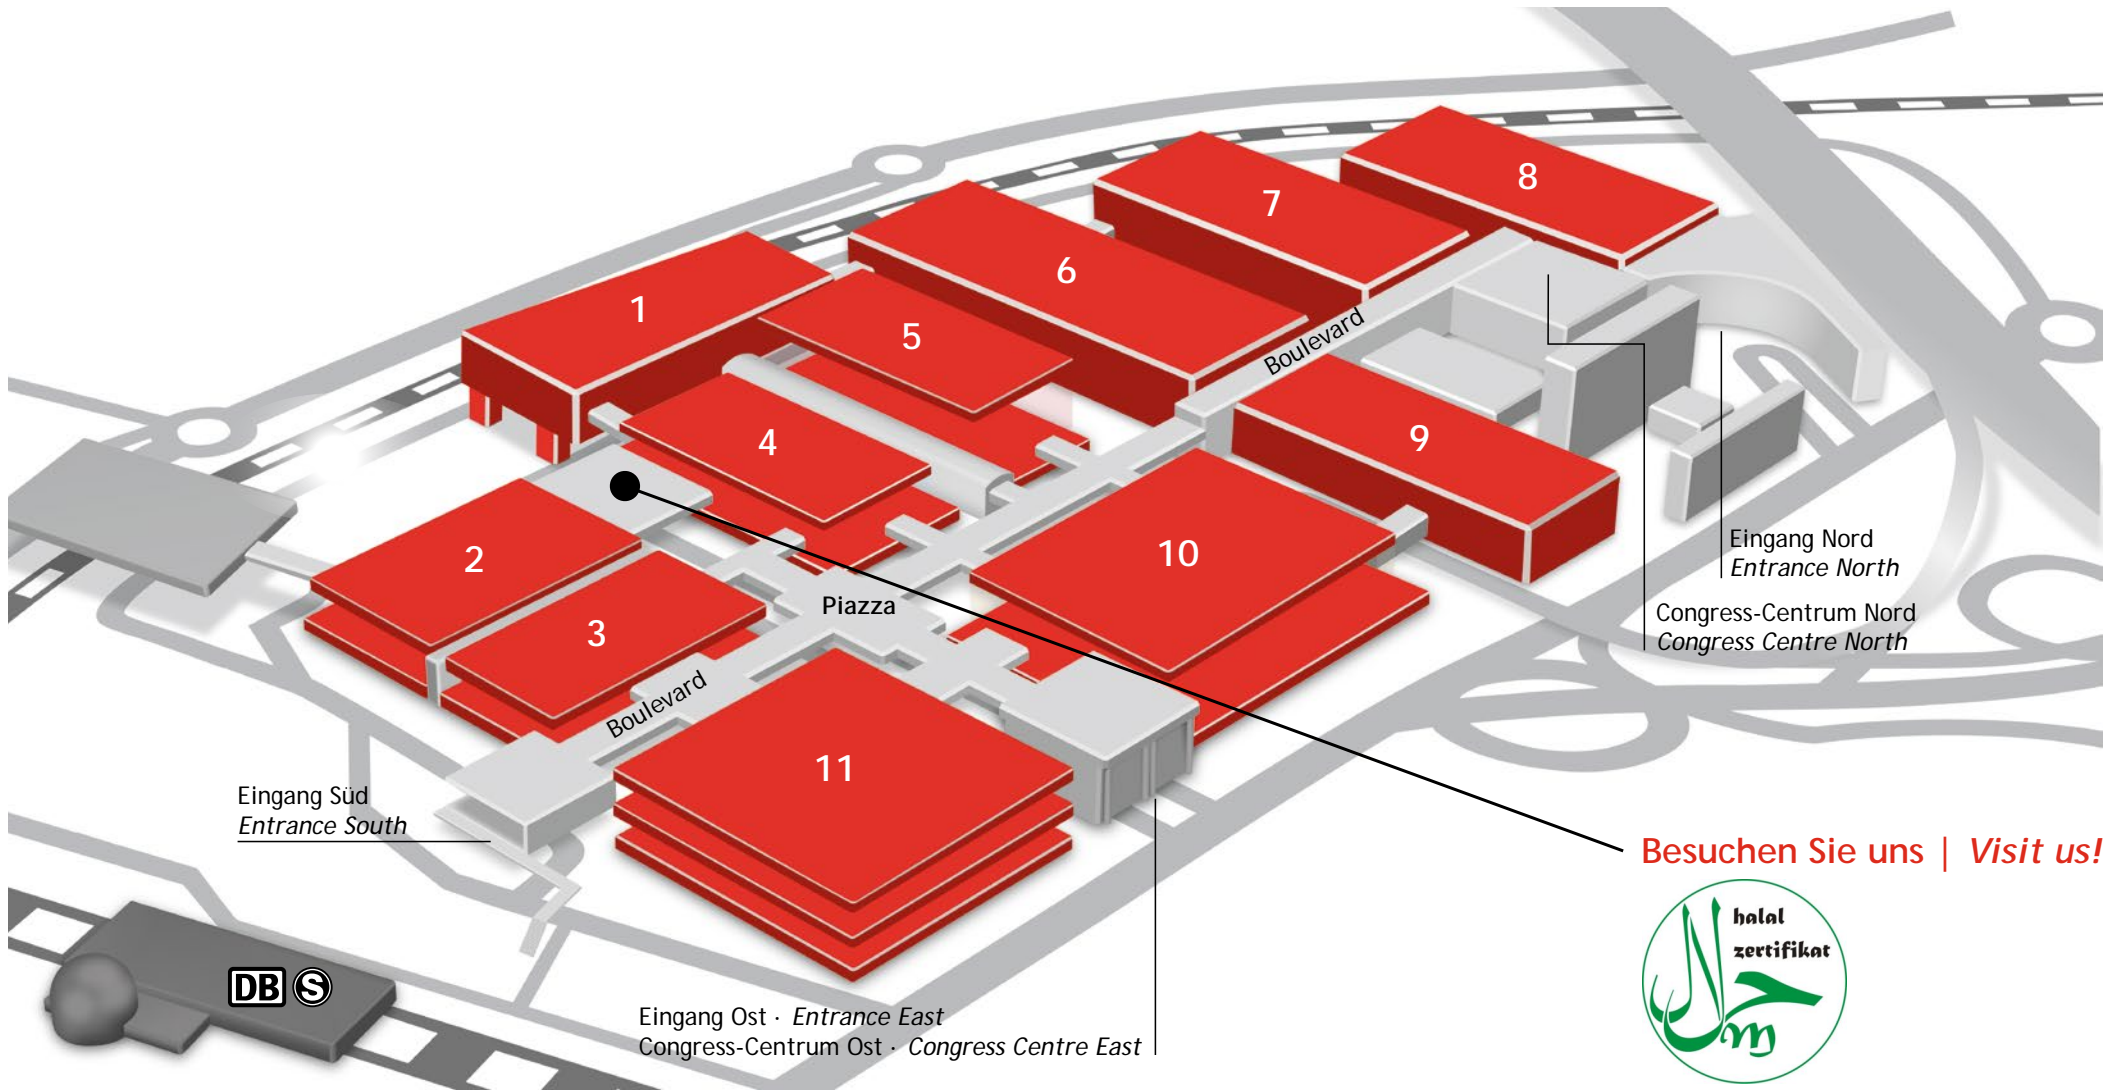 8
7
6
1
5
Boulevard
4
9
2
10
Eingang Nord
Entrance North
Piazza
Congress-Centrum Nord
Congress Centre North
3
Boulevard
11
Eingang Süd
Entrance South
Besuchen Sie uns | Visit us!
halal
zertifikat
حلال
DB S
Eingang Ost · Entrance East
Congress-Centrum Ost · Congress Centre East